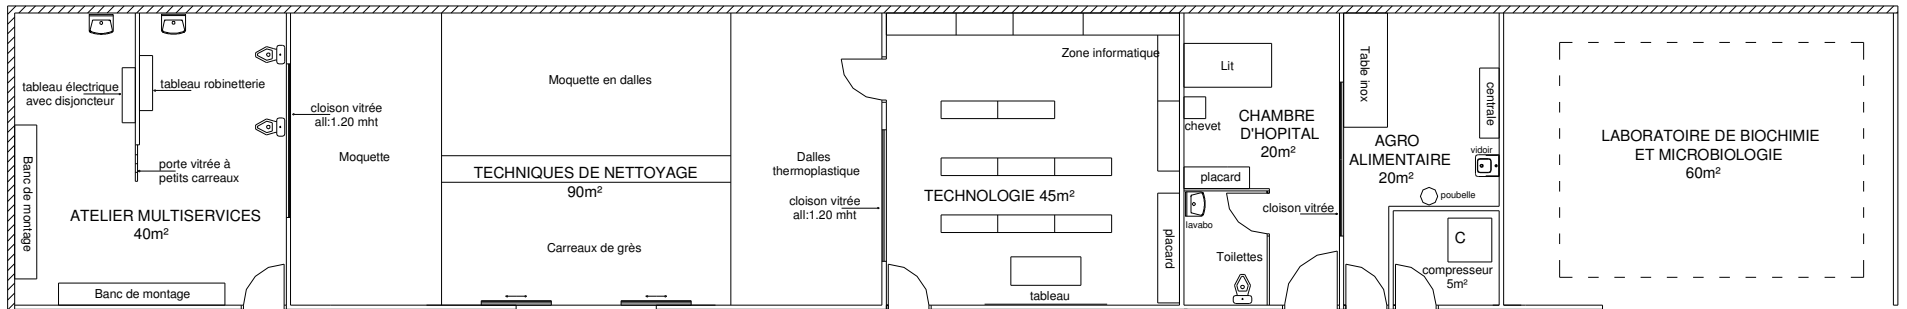 tableau électrique
avec disjoncteur
tableau robinetterie
Banc de montage
porte vitrée à
petits carreaux
ATELIER MULTISERVICES
40m²
Banc de montage
cloison vitrée
all:1.20 mht
Moquette
Moquette en dalles
TECHNIQUES DE NETTOYAGE
90m²
Carreaux de grès
Dalles
thermoplastique
cloison vitrée
all:1.20 mht
Zone informatique
TECHNOLOGIE 45m²
placard
tableau
Lit
chevet
CHAMBRE
D'HOPITAL
20m²
placard
lavabo
Toilettes
cloison vitrée
Table inox
centrale
AGRO
ALIMENTAIRE
20m²
vidoir
poubelle
C
compresseur
5m²
LABORATOIRE DE BIOCHIMIE
ET MICROBIOLOGIE
60m²